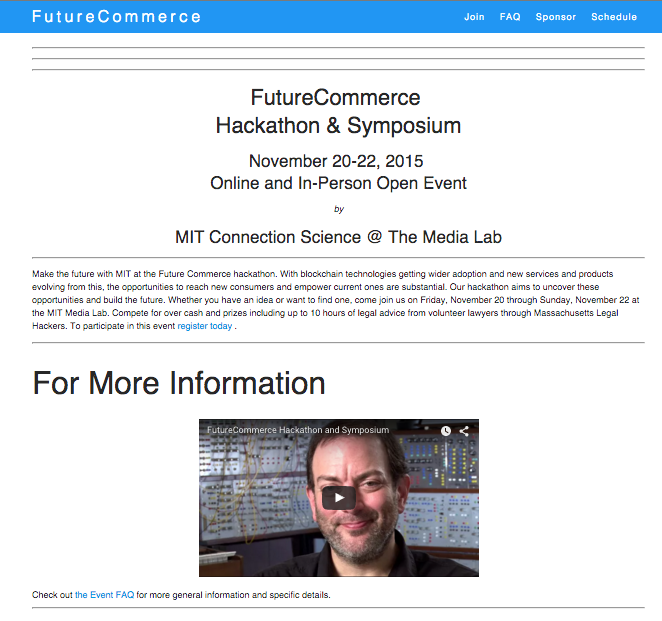 FutureCommerce
Join FAQ Sponsor Schedule
FutureCommerce
Hackathon & Symposium
November 20-22, 2015
Online and In-Person Open Event
by
MIT Connection Science @ The Media Lab
Make the future with MIT at the Future Commerce hackathon. With blockchain technologies getting wider adoption and new services and products
evolving from this, the opportunities to reach new consumers and empower current ones are substantial. Our hackathon aims to uncover these
opportunities and build the future. Whether you have an idea or want to find one, come join us on Friday, November 20 through Sunday, November 22 at
the MIT Media Lab. Compete for over cash and prizes including up to 10 hours of legal advice from volunteer lawyers through Massachusetts Legal
Hackers. To participate in this event register today .
For More Information
FutureCommerce Hackathon and Symposium
Check out the Event FAQ for more general information and specific details.